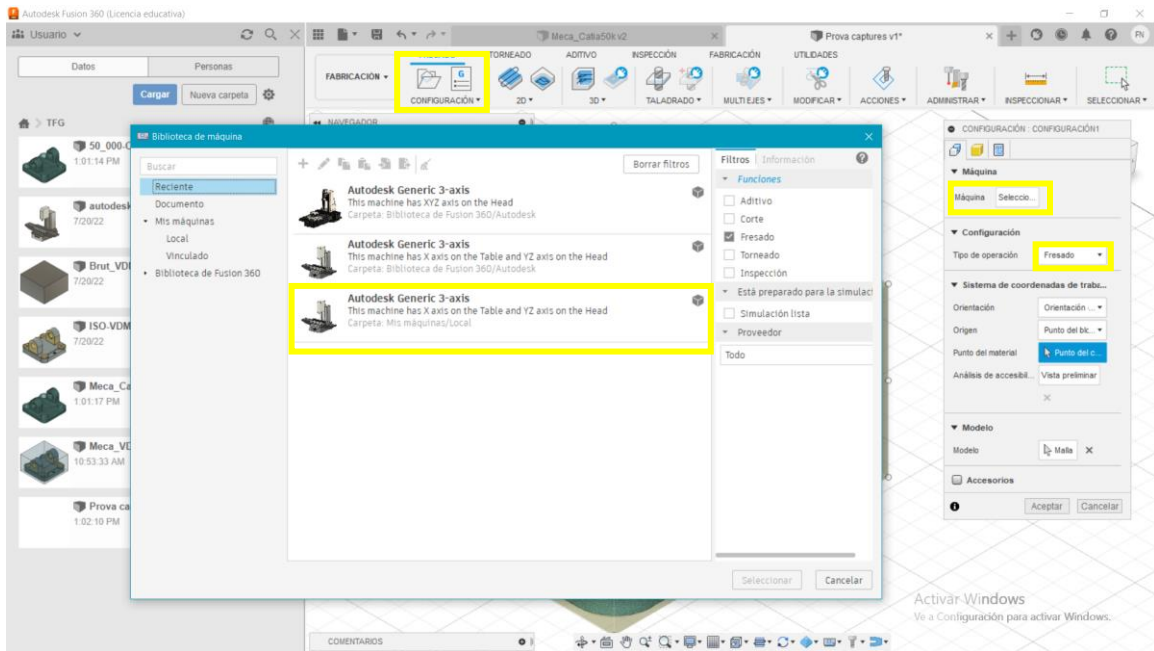 Autodesk Fusion 360 (Licencia educativa)
Usuario
Meca_Catia50k v2
Prova captures v1*
FN
Datos
Personas
Cargar
Nueva carpeta
TFG
50_000-C
1:01:14 PM
autodesk
7/20/22
Brut_VD
7/20/22
ISO-VDM
7/20/22
Meca_Ca
1:01:17 PM
Meca_VD
10:53:33 AM
Prova ca
1:02:10 PM
TORNEADO
ADITIVO
INSPECCIÓN
FABRICACIÓN
UTILIDADES
FABRICACIÓN
CONFIGURACIÓN
2D
3D
TALADRADO
MULTI EJES
MODIFICAR
ACCIONES
ADMINISTRAR
INSPECCIONAR
SELECCIONAR
NAVEGADOR
Biblioteca de máquina
Buscar
Reciente
Documento
Mis máquinas
Local
Vinculado
Biblioteca de Fusion 360
Borrar filtros
Autodesk Generic 3-axis
This machine has XYZ axis on the Head
Carpeta: Biblioteca de Fusion 360/Autodesk
Autodesk Generic 3-axis
This machine has X axis on the Table and YZ axis on the Head
Carpeta: Biblioteca de Fusion 360/Autodesk
Autodesk Generic 3-axis
This machine has X axis on the Table and YZ axis on the Head
Carpeta: Mis máquinas/Local
Filtros
Información
Funciones
Aditivo
Corte
Fresado
Torneado
Inspección
Está preparado para la simulaci
Simulación lista
Proveedor
Todo
Seleccionar
Cancelar
CONFIGURACIÓN : CONFIGURACIÓN1
Máquina
Máquina
Seleccio...
Configuración
Tipo de operación
Fresado
Sistema de coordenadas de traba...
Orientación
Orientación ...
Origen
Punto del blc...
Punto del material
Punto del c...
Análisis de accesibil...
Vista preliminar
Modelo
Modelo
Malla
Accesorios
Aceptar
Cancelar
Activar Windows
Ve a Configuración para activar Windows.
COMENTARIOS